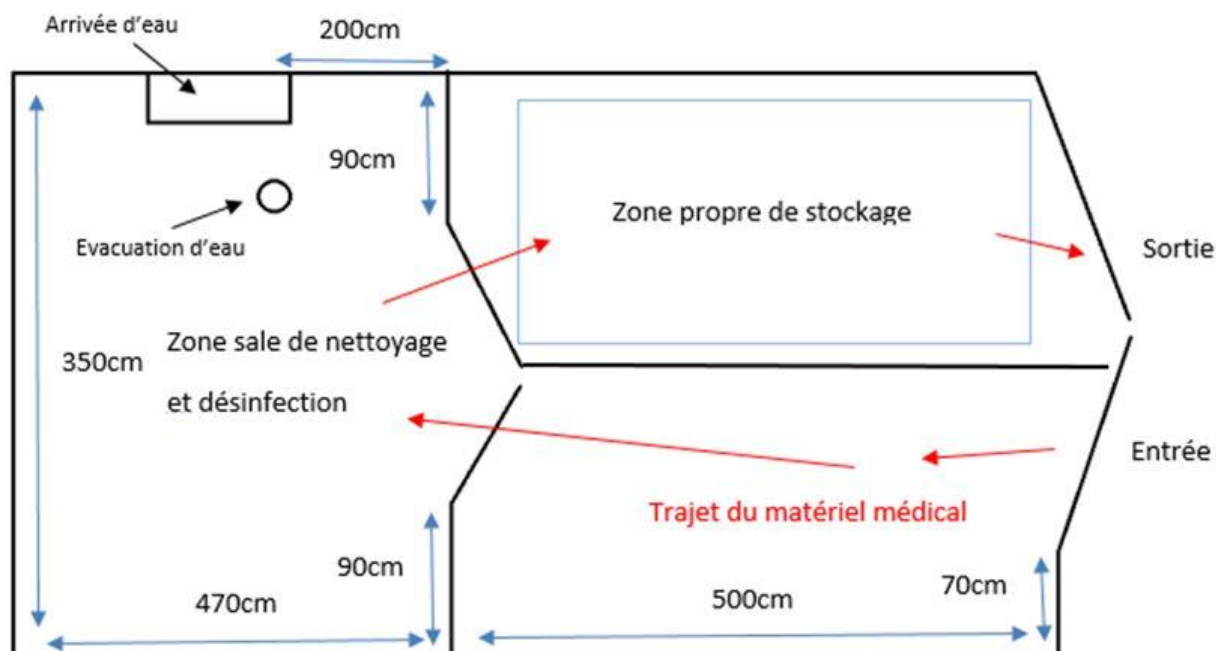 Arrivée d'eau
200cm
90cm
Zone propre de stockage
Evacuation d'eau
Sortie
Zone sale de nettoyage
350cm
et désinfection
Entrée
Trajet du matériel médical
90cm
70cm
470cm
500cm